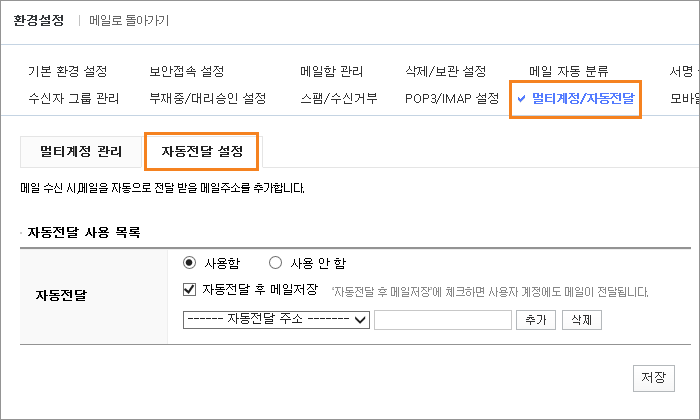 환경설정 | 메일로 돌아가기
기본 환경 설정 보안접속 설정 메일함 관리 삭제/보관 설정 메일 자동 분류 서명
수신자 그룹 관리 부재중/대리승인 설정 스팸/수신거부 POP3/IMAP 설정 ✓ 멀티계정/자동전달 모바일
멀티계정 관리 자동전달 설정
메일 수신 시,메일을 자동으로 전달 받을 메일주소를 추가합니다.
· 자동전달 사용 목록
사용함 사용 안 함
자동전달
자동전달 후 메일저장 '자동전달 후 메일저장'에 체크하면 사용자 계정에도 메일이 전달됩니다.
------ 자동전달 주소 ------- 추가 삭제
저장